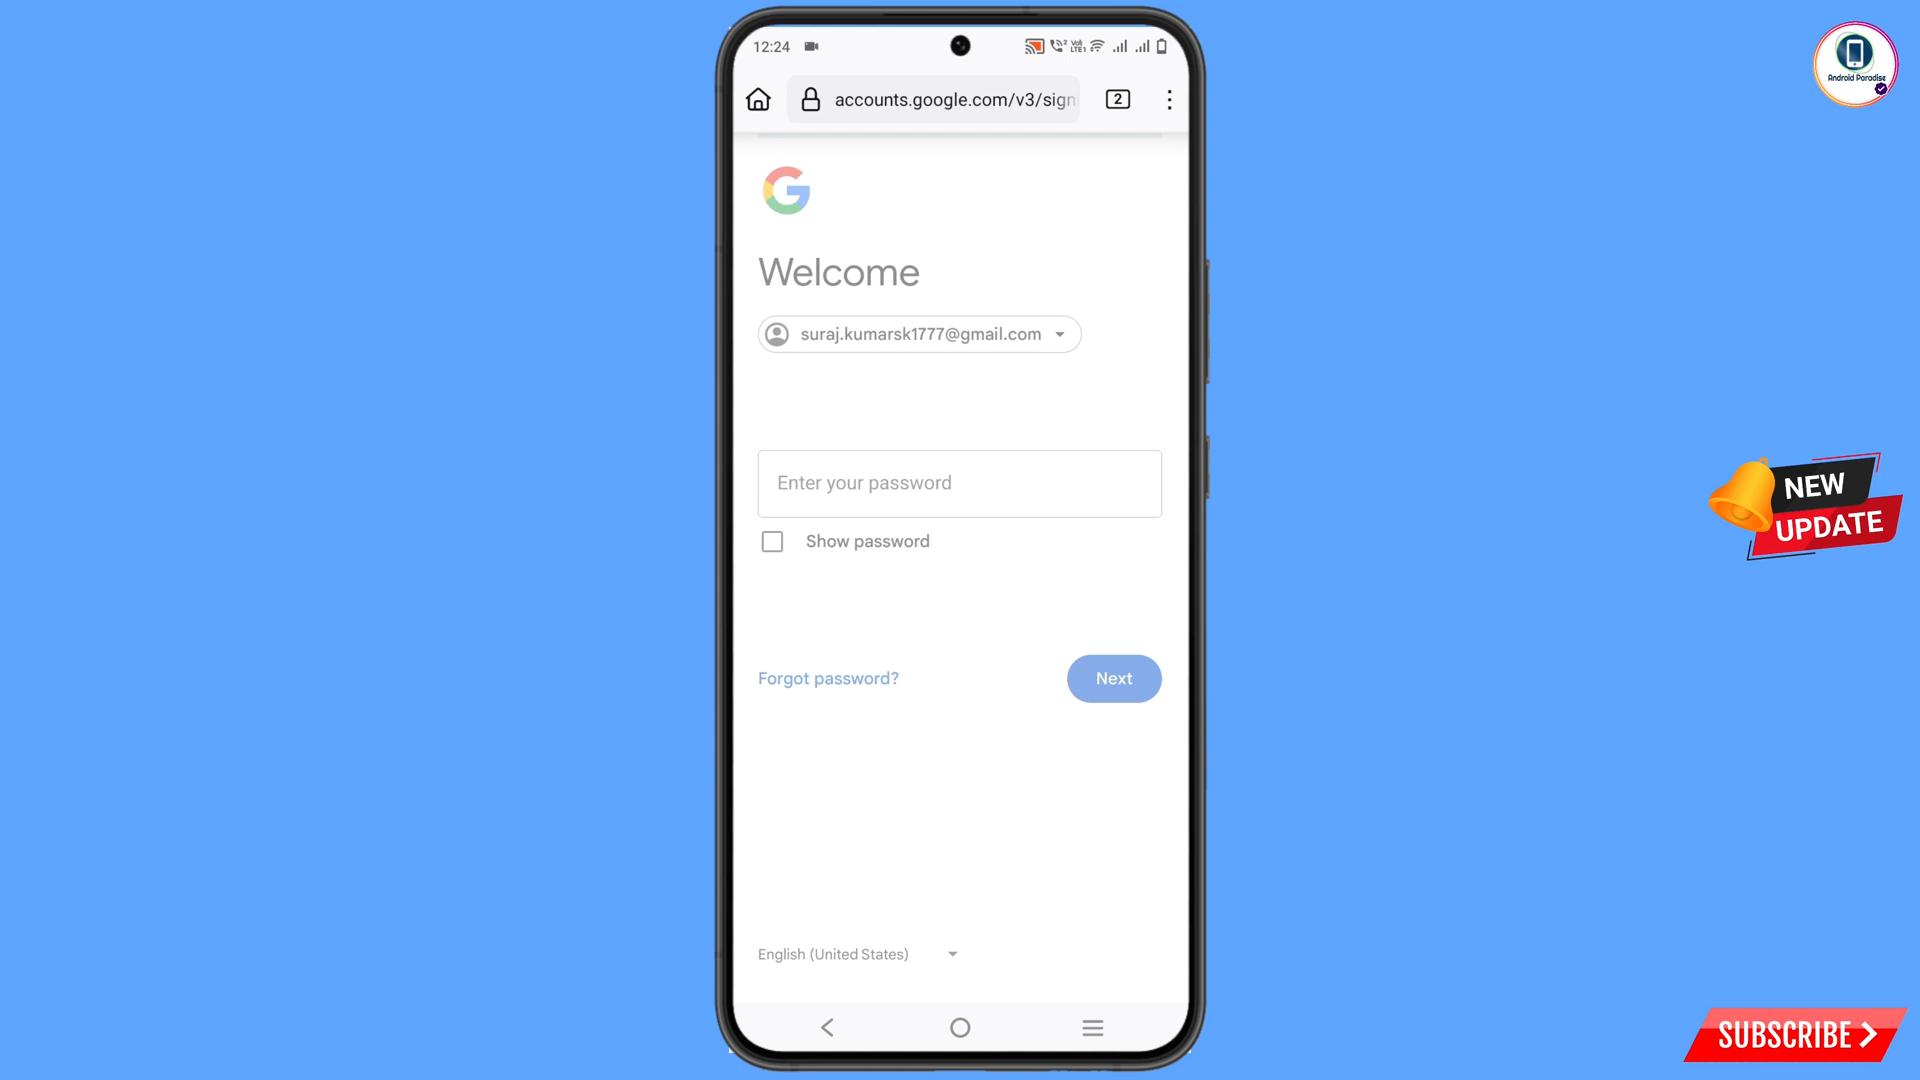 12:24
accounts.google.com/v3/sign
2
Welcome
suraj.kumarsk1777@gmail.com
Enter your password
Show password
Forgot password?
Next
English (United States)
Android Paradise
NEW
UPDATE
SUBSCRIBE